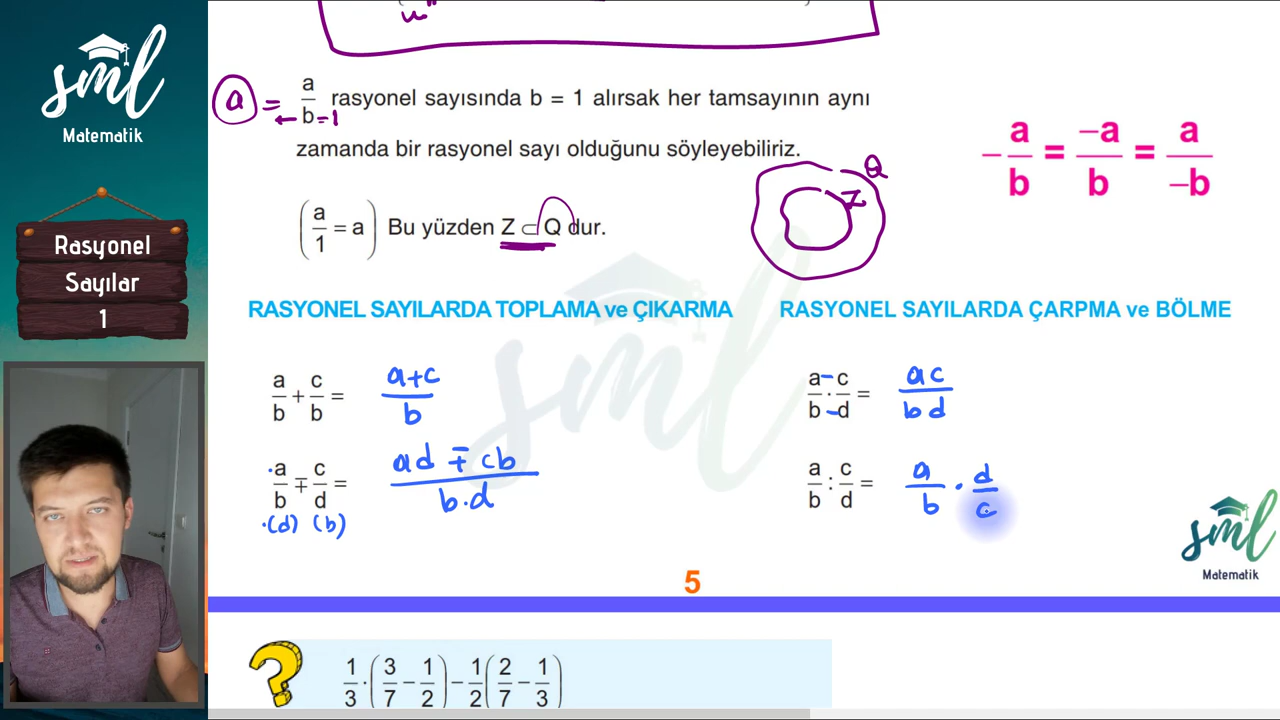 sml
Matematik
Rasyonel
Sayılar
1
a = a/b=1 rasyonel sayısında b = 1 alırsak her tamsayının aynı
zamanda bir rasyonel sayı olduğunu söyleyebiliriz.
(a/1 = a) Bu yüzden Z ⊂ Q dur.
Q
Z
-a/b = -a/b = a/-b
RASYONEL SAYILARDA TOPLAMA ve ÇIKARMA
a/b + c/b = a+c/b
a/b ∓ c/d = ad ∓ cb/b·d
·(d) (b)
RASYONEL SAYILARDA ÇARPMA ve BÖLME
a/b · c/d = ac/bd
a/b : c/d = a/b · d/c
sml
Matematik
5
?
1/3 · (3/7 − 1/2) − 1/2 (2/7 − 1/3)